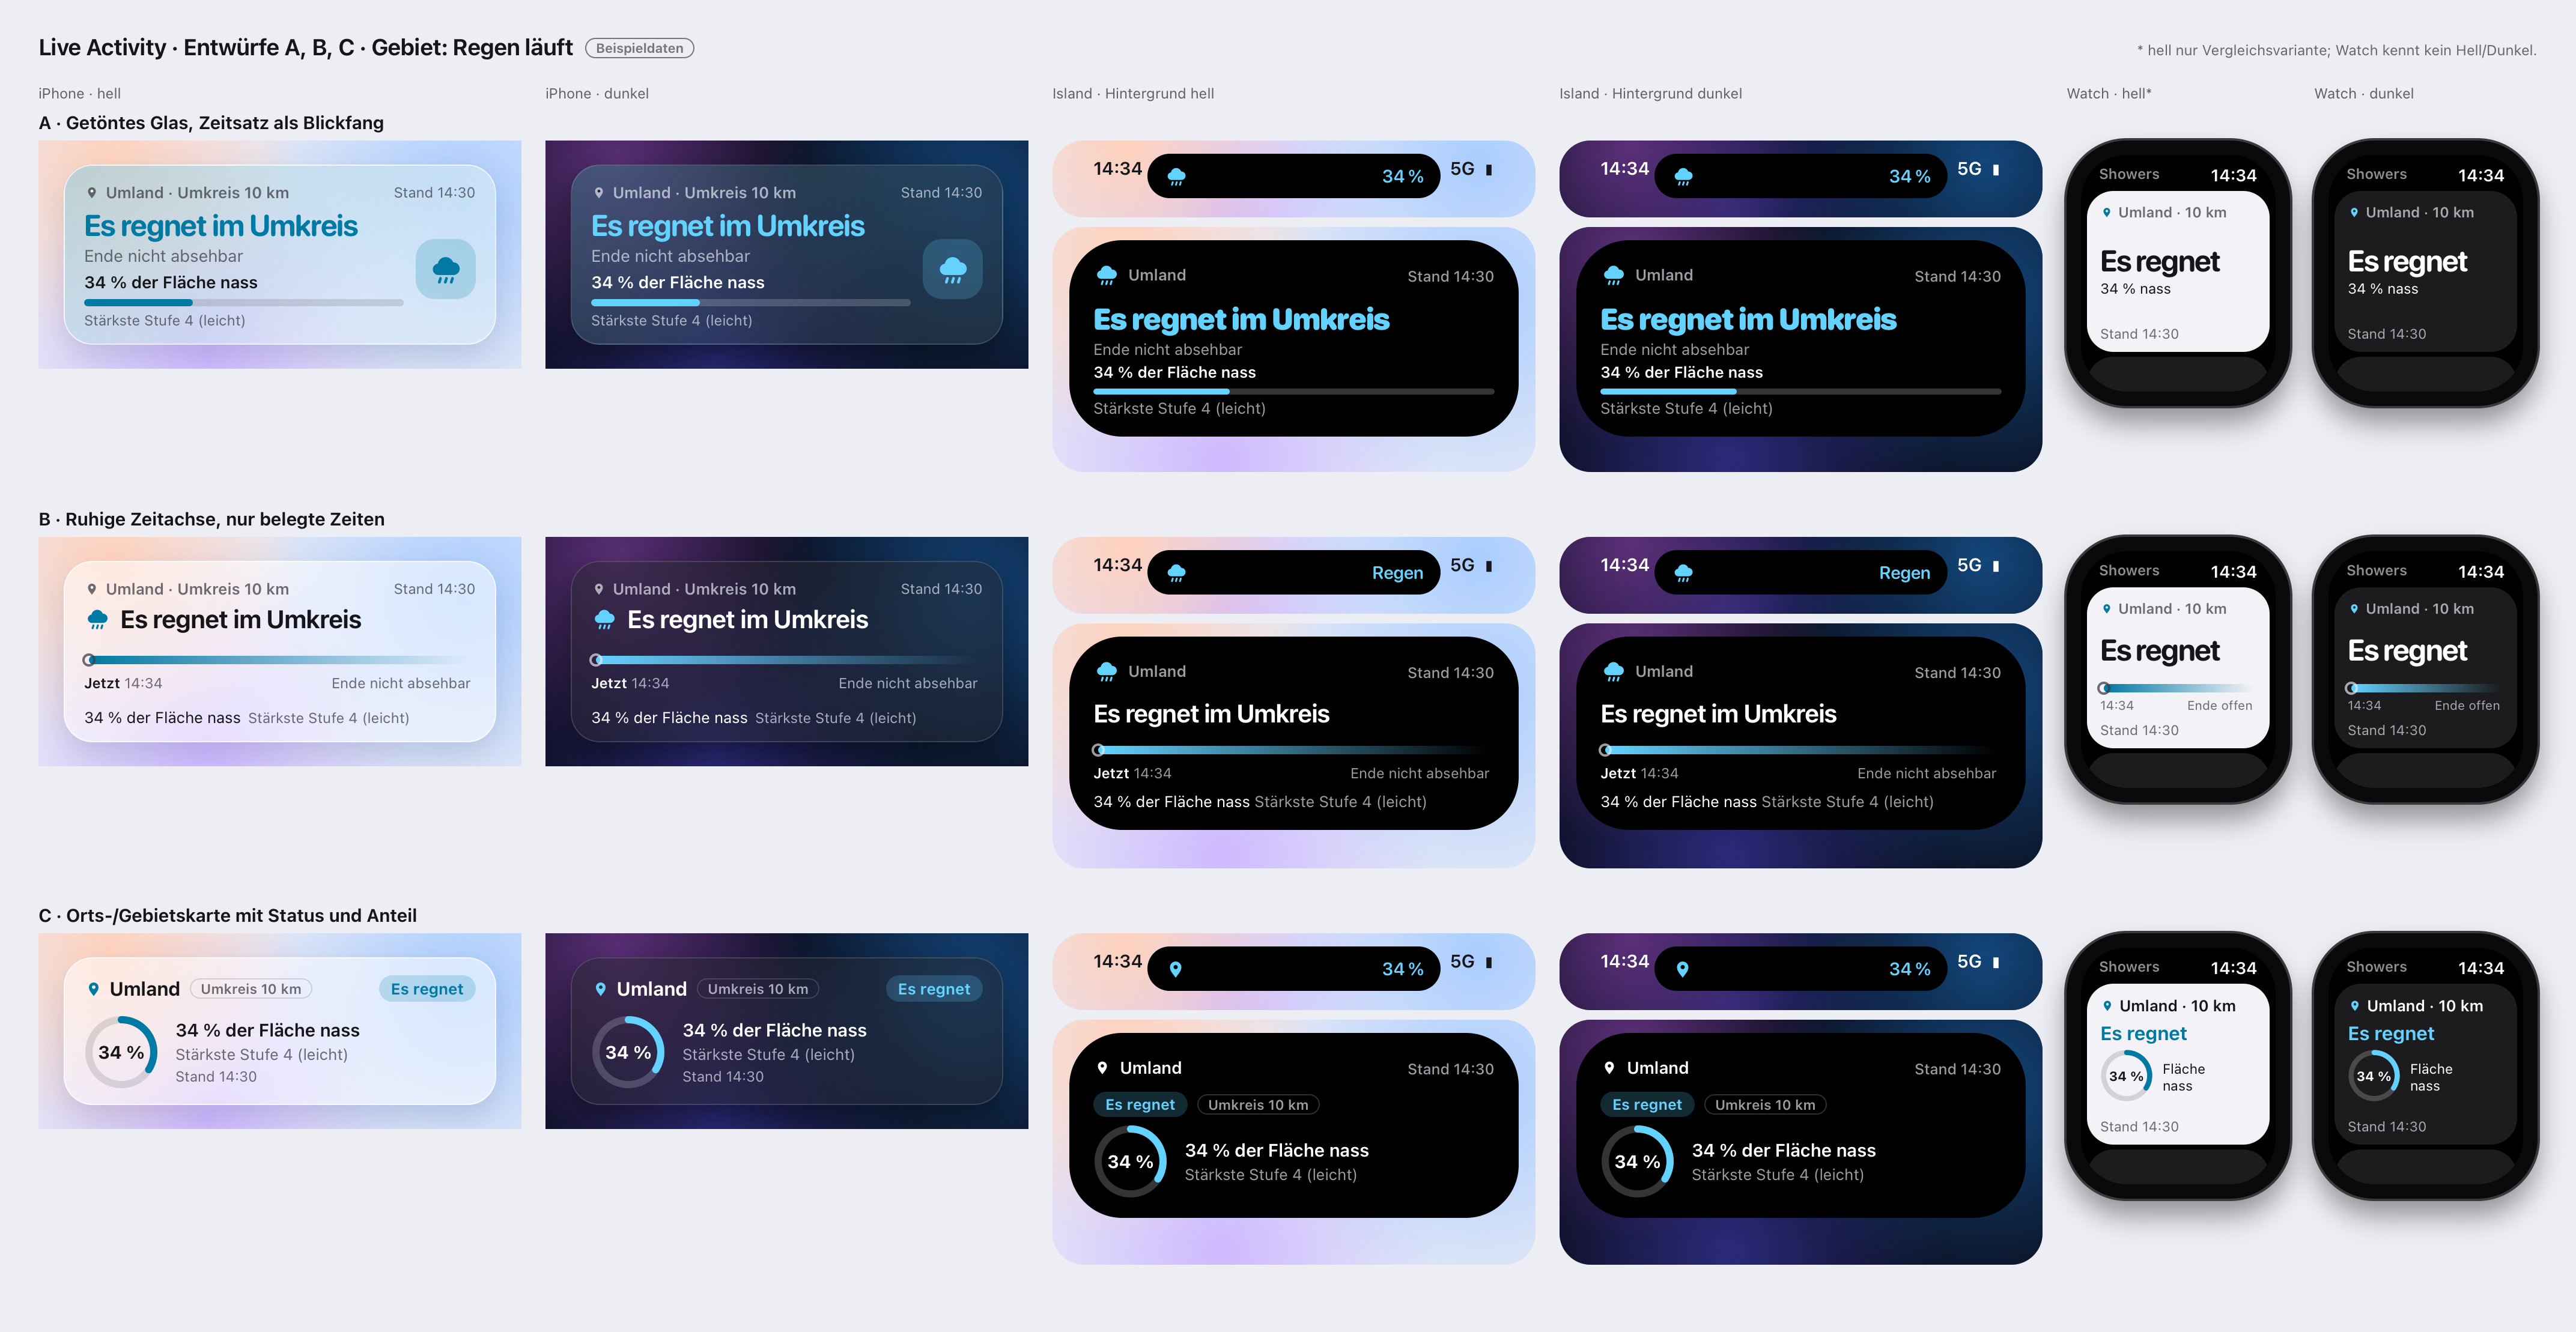 Live Activity · Entwürfe A, B, C · Gebiet: Regen läuft Beispieldaten
* hell nur Vergleichsvariante; Watch kennt kein Hell/Dunkel.
iPhone · hell
iPhone · dunkel
Island · Hintergrund hell
Island · Hintergrund dunkel
Watch · hell*
Watch · dunkel
A · Getöntes Glas, Zeitsatz als Blickfang
Umland · Umkreis 10 km Stand 14:30
Es regnet im Umkreis
Ende nicht absehbar
34 % der Fläche nass
Stärkste Stufe 4 (leicht)
Umland · Umkreis 10 km Stand 14:30
Es regnet im Umkreis
Ende nicht absehbar
34 % der Fläche nass
Stärkste Stufe 4 (leicht)
14:34 34 % 5G
Umland Stand 14:30
Es regnet im Umkreis
Ende nicht absehbar
34 % der Fläche nass
Stärkste Stufe 4 (leicht)
14:34 34 % 5G
Umland Stand 14:30
Es regnet im Umkreis
Ende nicht absehbar
34 % der Fläche nass
Stärkste Stufe 4 (leicht)
Showers 14:34
Umland · 10 km
Es regnet
34 % nass
Stand 14:30
Showers 14:34
Umland · 10 km
Es regnet
34 % nass
Stand 14:30
B · Ruhige Zeitachse, nur belegte Zeiten
Umland · Umkreis 10 km Stand 14:30
Es regnet im Umkreis
Jetzt 14:34 Ende nicht absehbar
34 % der Fläche nass Stärkste Stufe 4 (leicht)
Umland · Umkreis 10 km Stand 14:30
Es regnet im Umkreis
Jetzt 14:34 Ende nicht absehbar
34 % der Fläche nass Stärkste Stufe 4 (leicht)
14:34 Regen 5G
Umland Stand 14:30
Es regnet im Umkreis
Jetzt 14:34 Ende nicht absehbar
34 % der Fläche nass Stärkste Stufe 4 (leicht)
14:34 Regen 5G
Umland Stand 14:30
Es regnet im Umkreis
Jetzt 14:34 Ende nicht absehbar
34 % der Fläche nass Stärkste Stufe 4 (leicht)
Showers 14:34
Umland · 10 km
Es regnet
14:34 Ende offen
Stand 14:30
Showers 14:34
Umland · 10 km
Es regnet
14:34 Ende offen
Stand 14:30
C · Orts-/Gebietskarte mit Status und Anteil
Umland Umkreis 10 km Es regnet
34 %
34 % der Fläche nass
Stärkste Stufe 4 (leicht)
Stand 14:30
Umland Umkreis 10 km Es regnet
34 %
34 % der Fläche nass
Stärkste Stufe 4 (leicht)
Stand 14:30
14:34 34 % 5G
Umland Stand 14:30
Es regnet Umkreis 10 km
34 %
34 % der Fläche nass
Stärkste Stufe 4 (leicht)
14:34 34 % 5G
Umland Stand 14:30
Es regnet Umkreis 10 km
34 %
34 % der Fläche nass
Stärkste Stufe 4 (leicht)
Showers 14:34
Umland · 10 km
Es regnet
34 %
Fläche
nass
Stand 14:30
Showers 14:34
Umland · 10 km
Es regnet
34 %
Fläche
nass
Stand 14:30